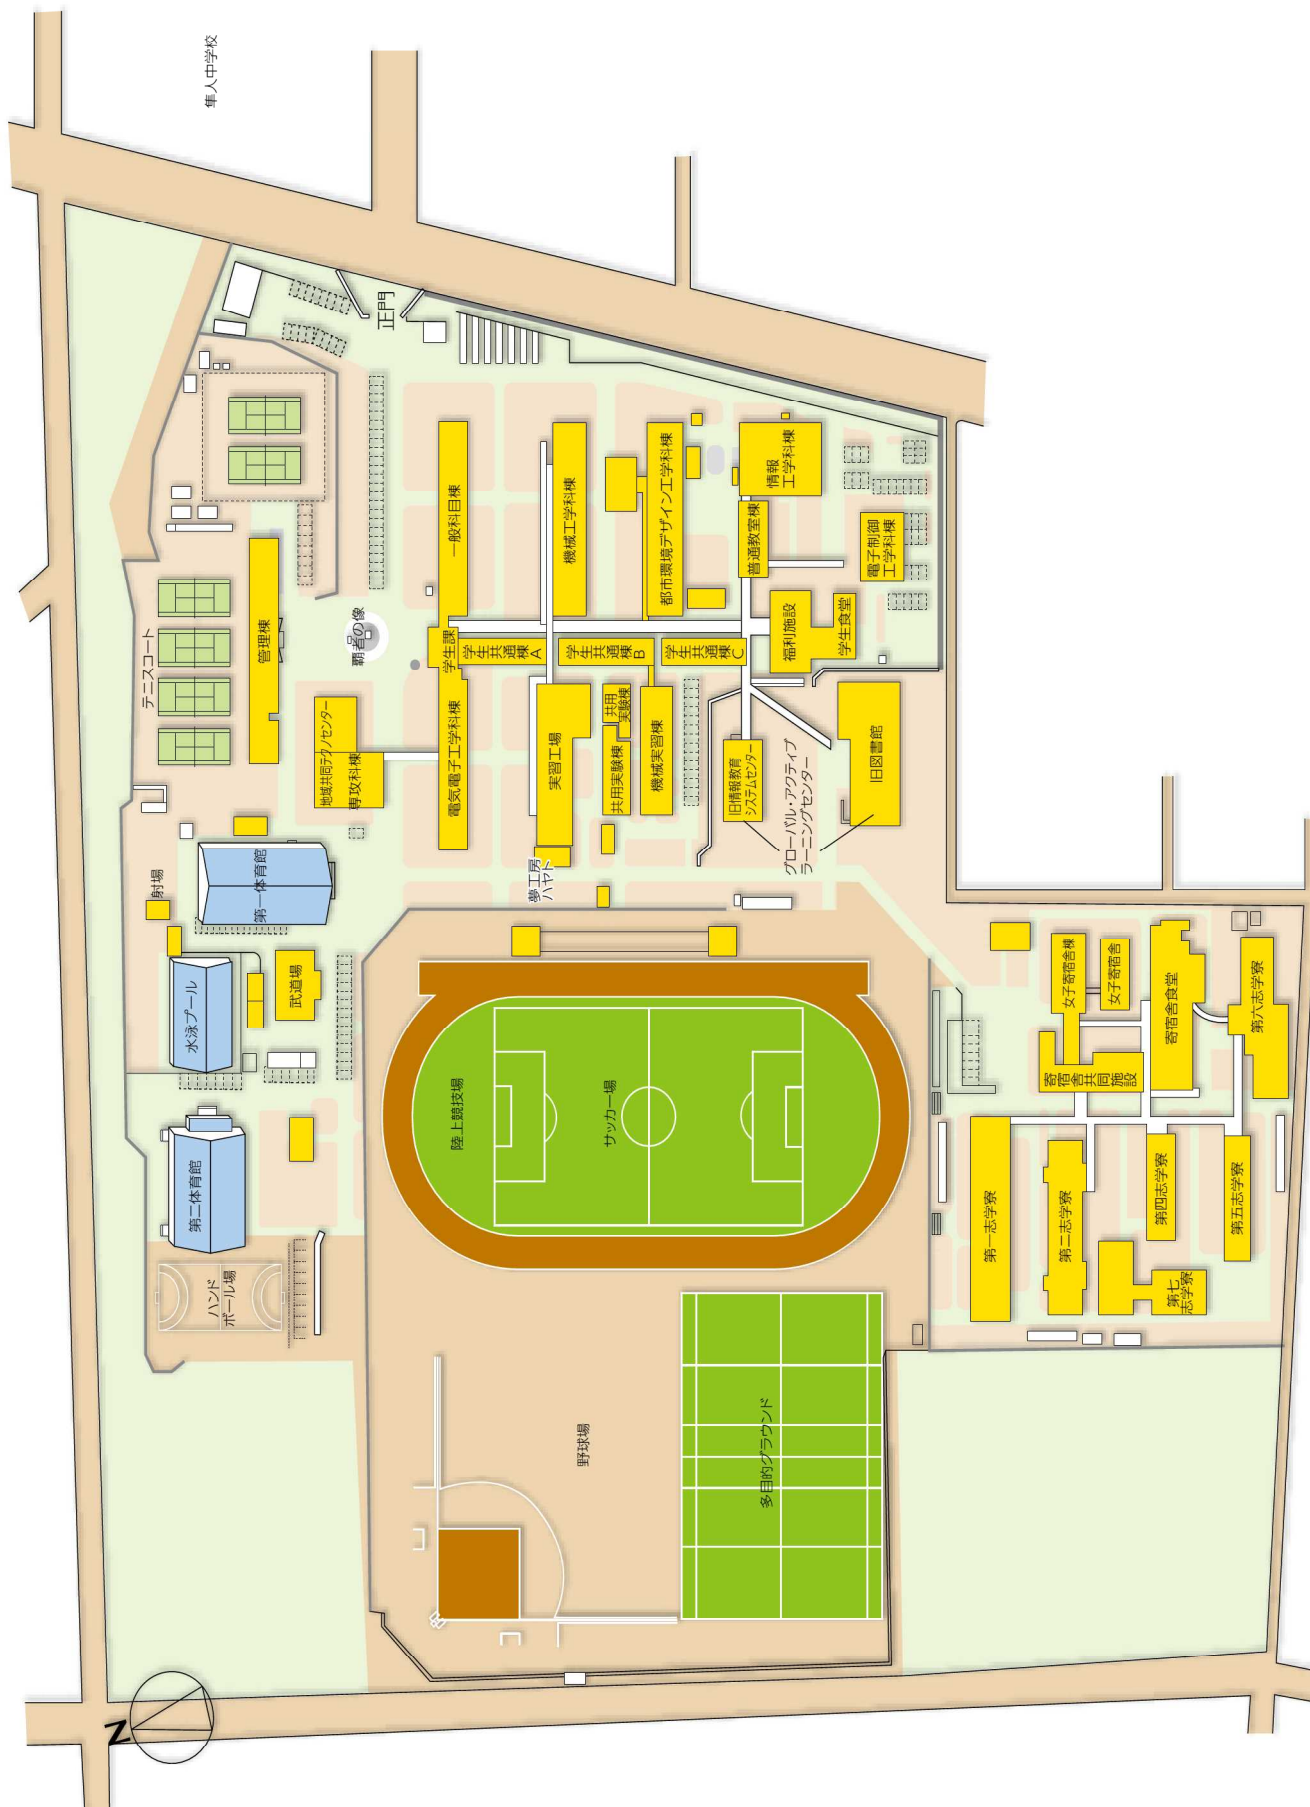 隼人中学校
正門
テニスコート
管理棟
覇者の像
一般科目棟
機械工学科棟
都市環境デザイン工学科棟
情報
工学科棟
普通教室棟
電子制御
工学科棟
学生課
学生共通棟A
学生共通棟B
学生共通棟C
福利施設
学生食堂
地域共同テクノセンター
専攻科棟
電気電子工学科棟
実習工場
共用
実験棟
共用実験棟
機械実習棟
旧情報教育
システムセンター
旧図書館
グローバル・アクティブ
ラーニングセンター
夢工房
ハヤト
射場
第一体育館
水泳プール
武道場
第二体育館
ハンド
ボール場
陸上競技場
サッカー場
野球場
多目的グラウンド
女子寄宿舎棟
女子寄宿舎
寄宿舎食堂
第六志学寮
寄宿舎共同施設
第一志学寮
第二志学寮
第四志学寮
第五志学寮
第七
志学寮
N